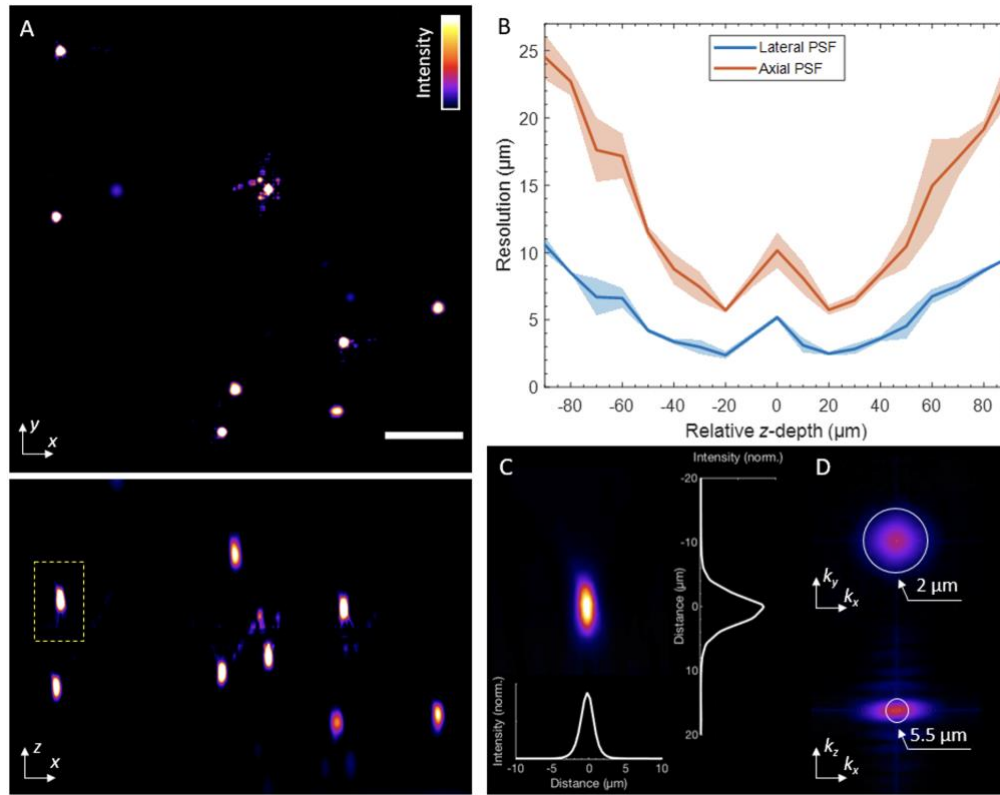 A
Intensity
y
x
z
x
B
Lateral PSF
Axial PSF
Resolution (µm)
25
20
15
10
5
0
-80
-60
-40
-20
0
20
40
60
80
Relative z-depth (µm)
C
Intensity (norm.)
-20
-10
0
10
20
Distance (µm)
Intensity (norm.)
-10
-5
0
5
10
Distance (µm)
D
ky
kx
2 µm
5.5 µm
kz
kx